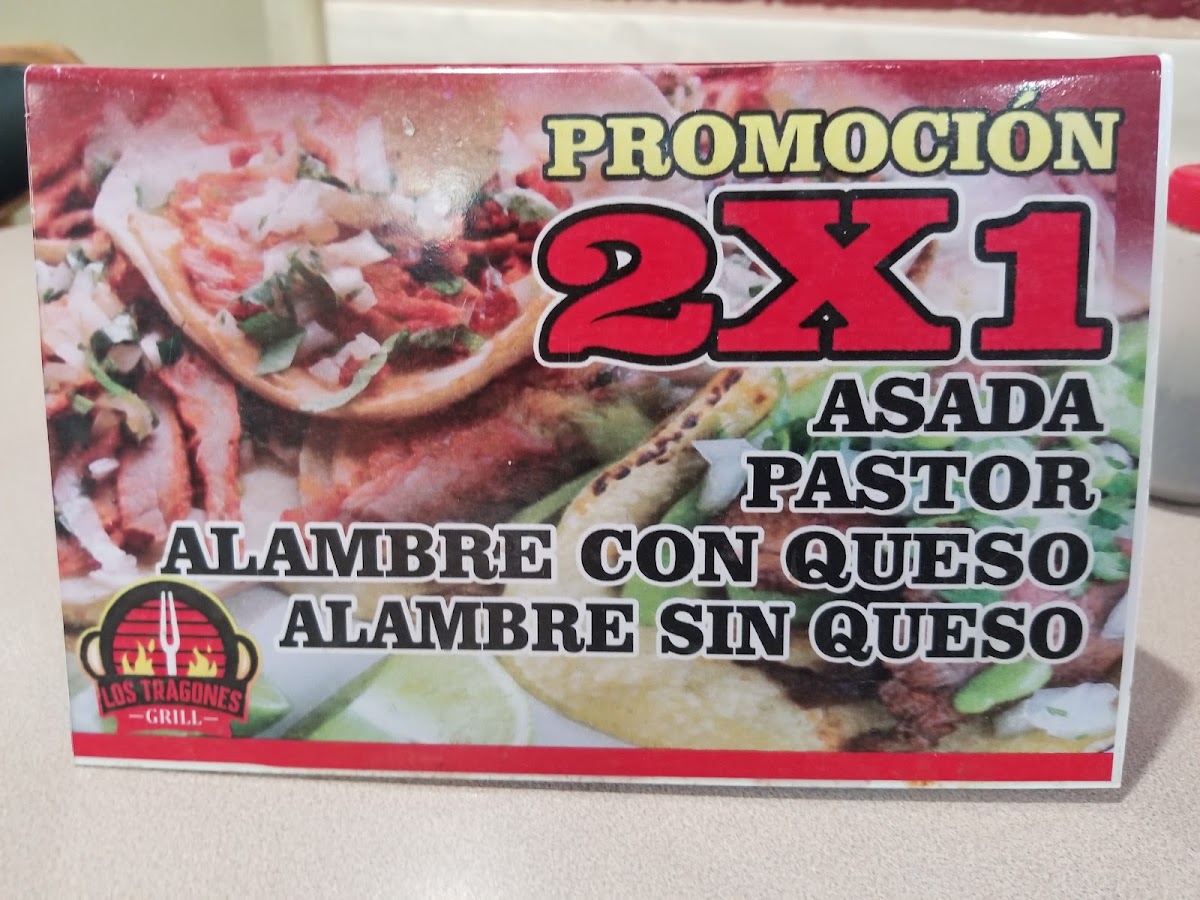 PROMOCIÓN
2X1
ASADA
PASTOR
ALAMBRE CON QUESO
ALAMBRE SIN QUESO
LOS TRAGONES
GRILL